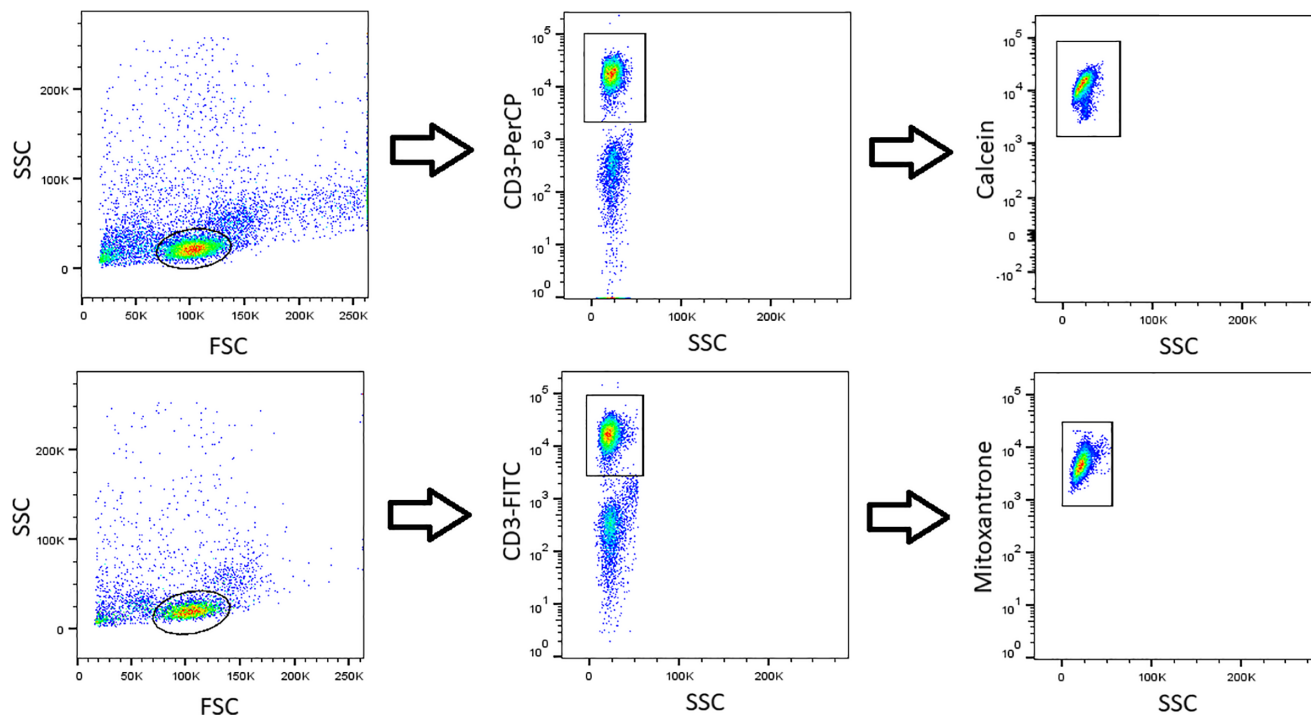 SSC
200K
100K
0
0
50K
100K
150K
200K
250K
FSC
CD3-PerCP
10^5
10^4
10^3
10^2
10^1
10^0
0
100K
200K
SSC
Calcein
10^5
10^4
10^3
10^2
0
-10^2
0
100K
200K
SSC
SSC
200K
100K
0
0
50K
100K
150K
200K
250K
FSC
CD3-FITC
10^5
10^4
10^3
10^2
10^1
10^0
0
100K
200K
SSC
Mitoxantrone
10^5
10^4
10^3
10^2
10^1
10^0
0
100K
200K
SSC